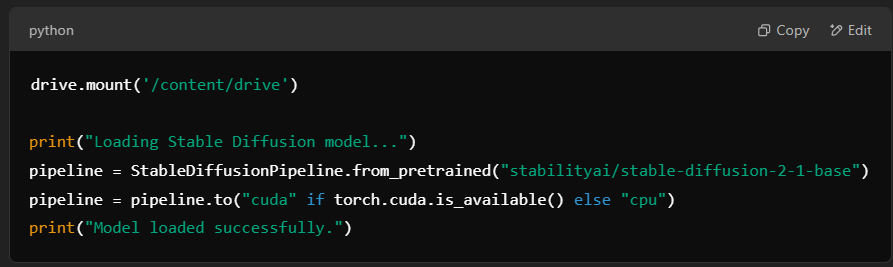 python
Copy
Edit
drive.mount('/content/drive')
print("Loading Stable Diffusion model...")
pipeline = StableDiffusionPipeline.from_pretrained("stabilityai/stable-diffusion-2-1-base")
pipeline = pipeline.to("cuda" if torch.cuda.is_available() else "cpu")
print("Model loaded successfully.")